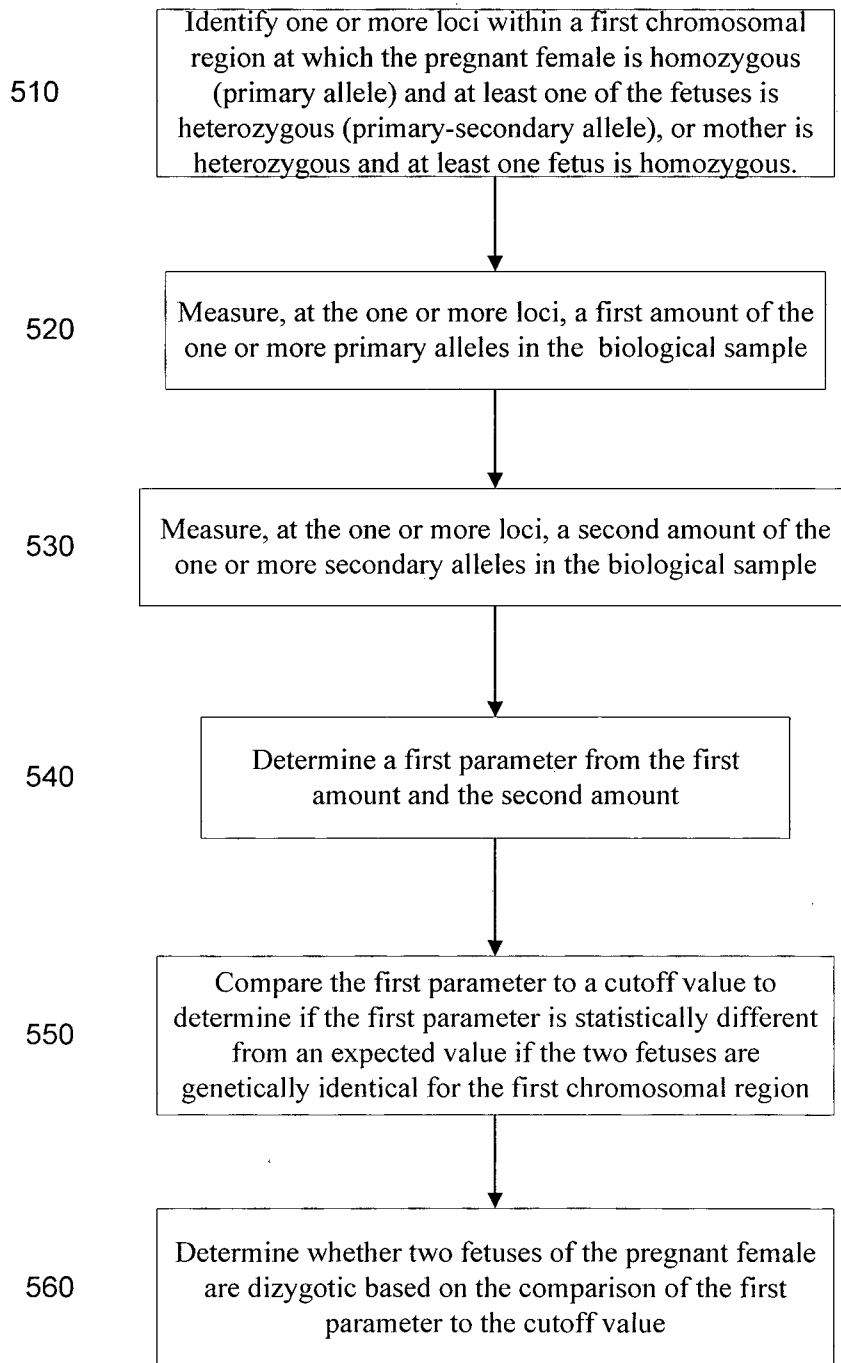 Identify one or more loci within a first chromosomal
region at which the pregnant female is homozygous
510
(primary allele) and at least one of the fetuses is
heterozygous (primary-secondary allele), or mother is
heterozygous and at least one fetus is homozygous.
520
Measure, at the one or more loci, a first amount of the
one or more primary alleles in the biological sample
530
Measure, at the one or more loci, a second amount of the
one or more secondary alleles in the biological sample
540
Determine a first parameter from the first
amount and the second amount
550
Compare the first parameter to a cutoff value to
determine if the first parameter is statistically different
from an expected value if the two fetuses are
genetically identical for the first chromosomal region
560
Determine whether two fetuses of the pregnant female
are dizygotic based on the comparison of the first
parameter to the cutoff value